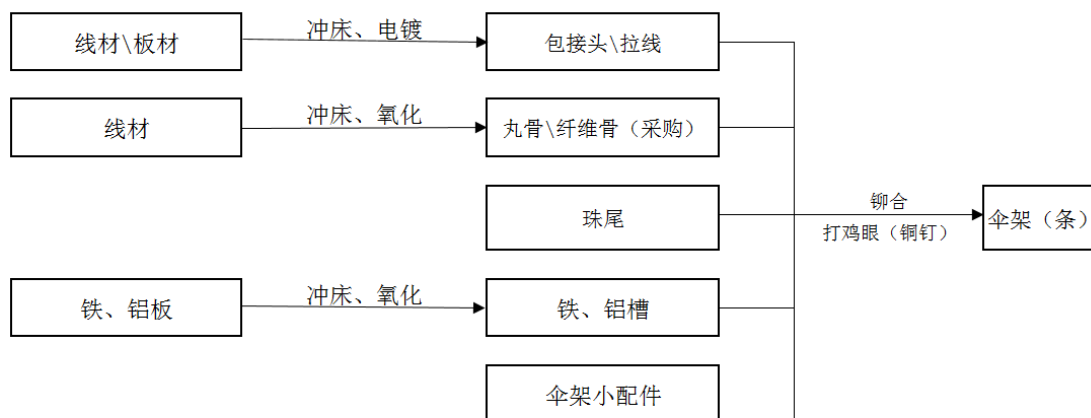 线材\板材
冲床、电镀
包接头\拉线
线材
冲床、氧化
丸骨\纤维骨（采购）
珠尾
铆合
打鸡眼（铜钉）
伞架（条）
铁、铝板
冲床、氧化
铁、铝槽
伞架小配件